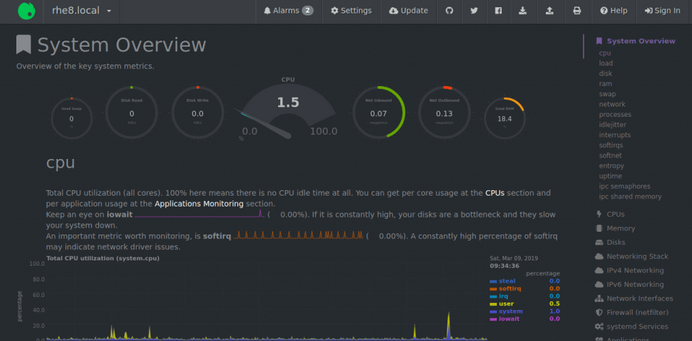 rhe8.local
Alarms 2
Settings
Update
Help
Sign In
System Overview
Overview of the key system metrics.
Disk Read
0
Disk Write
0.0
CPU
1.5
0.0
100.0
%
Net Inbound
0.07
Net Outbound
0.13
Used RAM
18.4
%
0
cpu
Total CPU utilization (all cores). 100% here means there is no CPU idle time at all. You can get per core usage at the CPUs section and
per application usage at the Applications Monitoring section.
Keep an eye on iowait ( 0.00%). If it is constantly high, your disks are a bottleneck and they slow
your system down.
An important metric worth monitoring, is softirq ( 0.00%). A constantly high percentage of softirq
may indicate network driver issues.
Total CPU utilization (system.cpu)
100.0
80.0
60.0
40.0
20.0
percentage
Sat, Mar 09, 2019
09:34:36
percentage
steal 0.0
softirq 0.0
irq 0.0
user 0.5
system 1.0
iowait 0.0
System Overview
cpu
load
disk
ram
swap
network
processes
idlejitter
interrupts
softirqs
softnet
entropy
uptime
ipc semaphores
ipc shared memory
CPUs
Memory
Disks
Networking Stack
IPv4 Networking
IPv6 Networking
Network Interfaces
Firewall (netfilter)
systemd Services
Applications